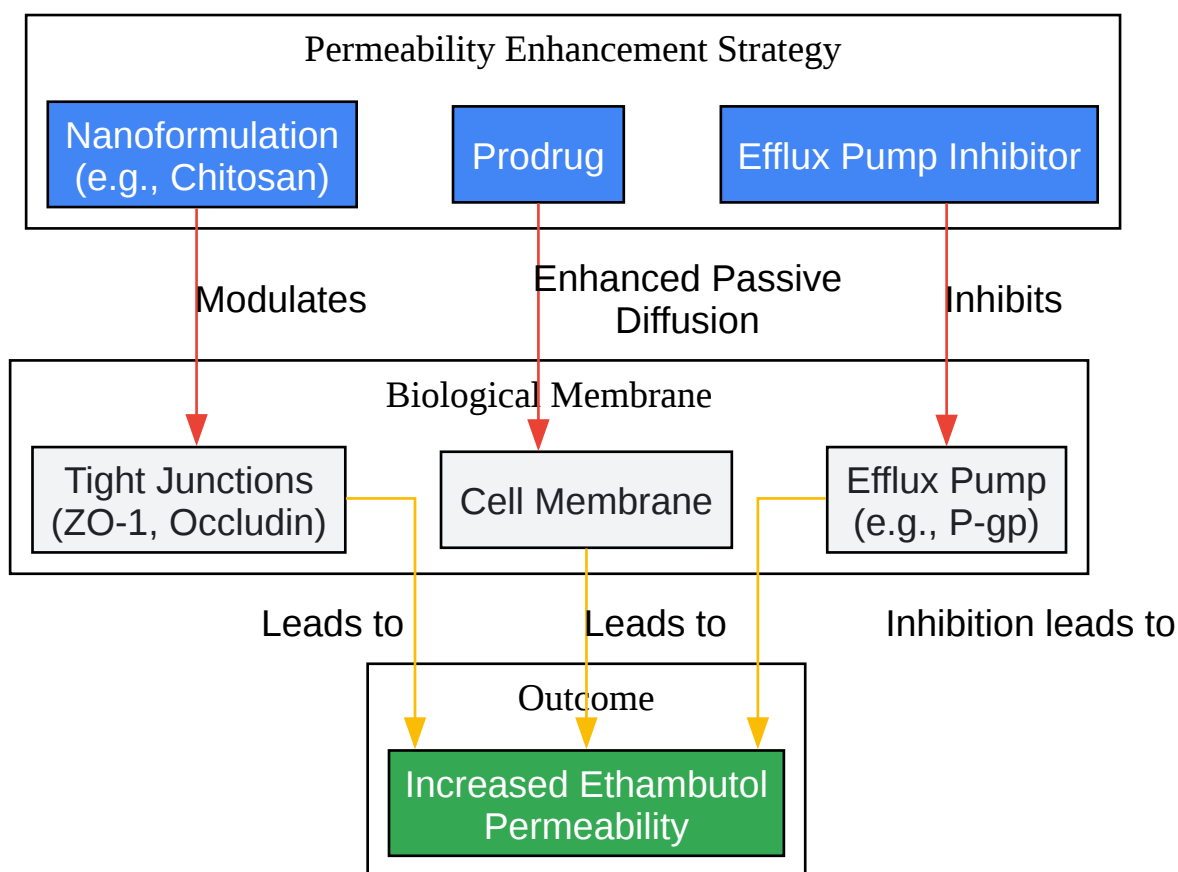 Permeability Enhancement Strategy
Nanoformulation
(e.g., Chitosan)
Prodrug
Efflux Pump Inhibitor
Modulates
Enhanced Passive
Diffusion
Inhibits
Biological Membrane
Tight Junctions
(ZO-1, Occludin)
Cell Membrane
Efflux Pump
(e.g., P-gp)
Leads to
Leads to
Inhibition leads to
Outcome
Increased Ethambutol
Permeability